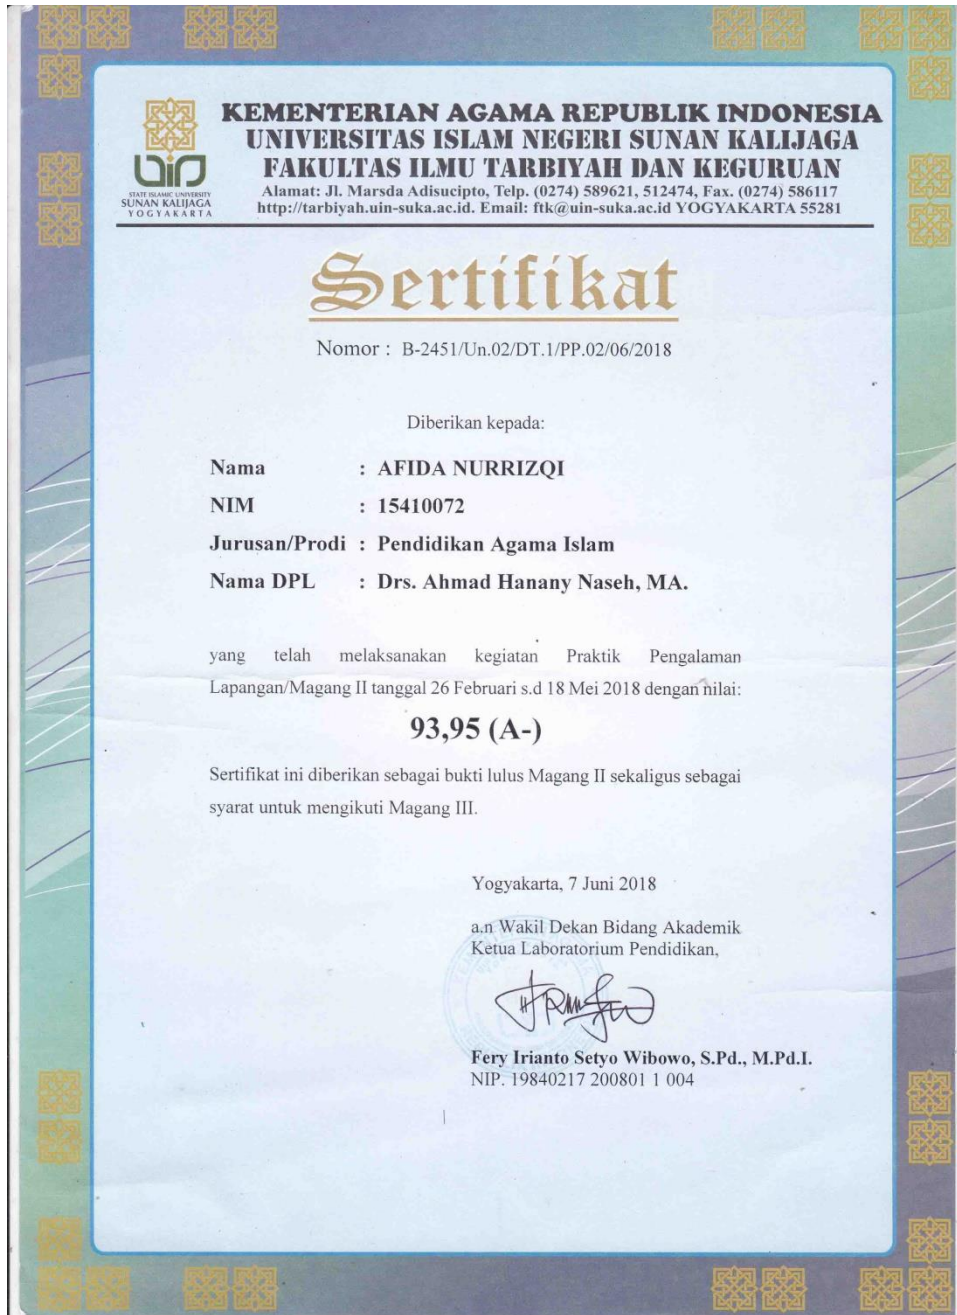 KEMENTERIAN AGAMA REPUBLIK INDONESIA
UNIVERSITAS ISLAM NEGERI SUNAN KALIJAGA
FAKULTAS ILMU TARBIYAH DAN KEGURUAN
Alamat: Jl. Marsda Adisucipto, Telp. (0274) 589621, 512474, Fax. (0274) 586117
http://tarbiyah.uin-suka.ac.id. Email: ftk@uin-suka.ac.id YOGYAKARTA 55281
uin
STATE ISLAMIC UNIVERSITY
SUNAN KALIJAGA
YOGYAKARTA
Sertifikat
Nomor : B-2451/Un.02/DT.1/PP.02/06/2018
Diberikan kepada:
Nama : AFIDA NURRIZQI
NIM : 15410072
Jurusan/Prodi : Pendidikan Agama Islam
Nama DPL : Drs. Ahmad Hanany Naseh, MA.
yang telah melaksanakan kegiatan Praktik Pengalaman
Lapangan/Magang II tanggal 26 Februari s.d 18 Mei 2018 dengan nilai:
93,95 (A-)
Sertifikat ini diberikan sebagai bukti lulus Magang II sekaligus sebagai
syarat untuk mengikuti Magang III.
Yogyakarta, 7 Juni 2018
a.n Wakil Dekan Bidang Akademik
Ketua Laboratorium Pendidikan,
Fery Irianto Setyo Wibowo, S.Pd., M.Pd.I.
NIP. 19840217 200801 1 004